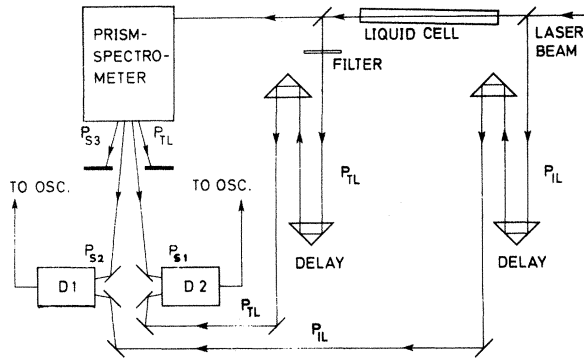 PRISM-
SPECTRO-
METER
LIQUID CELL
LASER
BEAM
FILTER
P_S3
P_TL
P_TL
P_IL
TO OSC.
TO OSC.
DELAY
DELAY
P_S2
P_S1
D1
D2
P_TL
P_IL